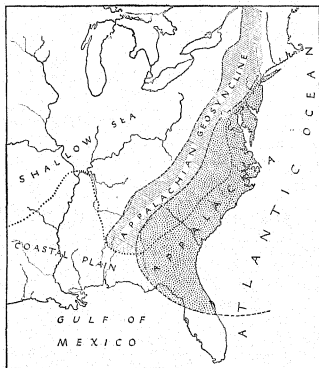 SHALLOW SEA
APPALACHIAN GEOSYNCLINE
APPALACHIA
COASTAL PLAIN
ATLANTIC OCEAN
GULF OF
MEXICO